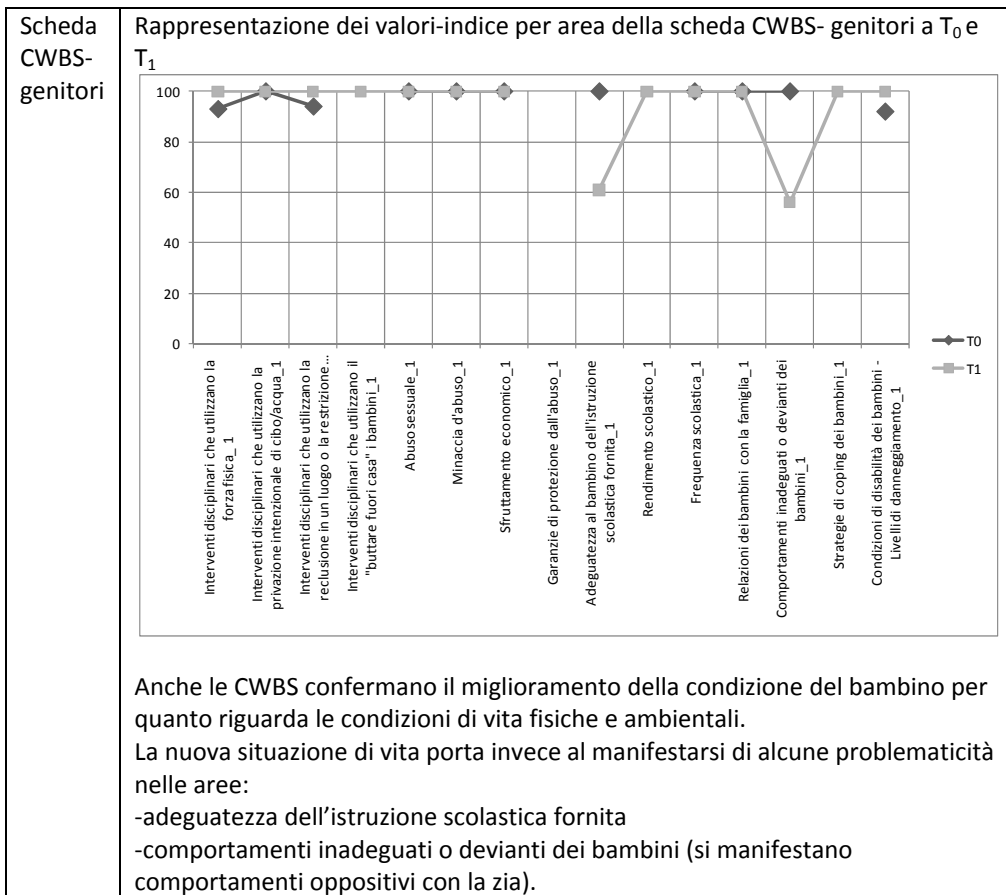 Scheda
CWBS-
genitori
Rappresentazione dei valori-indice per area della scheda CWBS- genitori a T₀ e
T₁
100
80
60
40
20
0
T0
T1
Interventi disciplinari che utilizzano la
forza fisica_ 1
Interventi disciplinari che utilizzano la
privazione intenzionale di cibo/acqua_1
Interventi disciplinari che utilizzano la
reclusione in un luogo o la restrizione...
Interventi disciplinari che utilizzano il
"buttare fuori casa" i bambini_1
Abuso sessuale_1
Minaccia d'abuso_1
Sfruttamento economico_1
Garanzie di protezione dall'abuso_1
Adeguatezza al bambino dell'istruzione
scolastica fornita_1
Rendimento scolastico_1
Frequenza scolastica_1
Relazioni dei bambini con la famiglia_1
Comportamenti inadeguati o devianti dei
bambini_1
Strategie di coping dei bambini_1
Condizioni di disabilità dei bambini -
Livelli di danneggiamento_1
Anche le CWBS confermano il miglioramento della condizione del bambino per
quanto riguarda le condizioni di vita fisiche e ambientali.
La nuova situazione di vita porta invece al manifestarsi di alcune problematicità
nelle aree:
-adeguatezza dell'istruzione scolastica fornita
-comportamenti inadeguati o devianti dei bambini (si manifestano
comportamenti oppositivi con la zia).